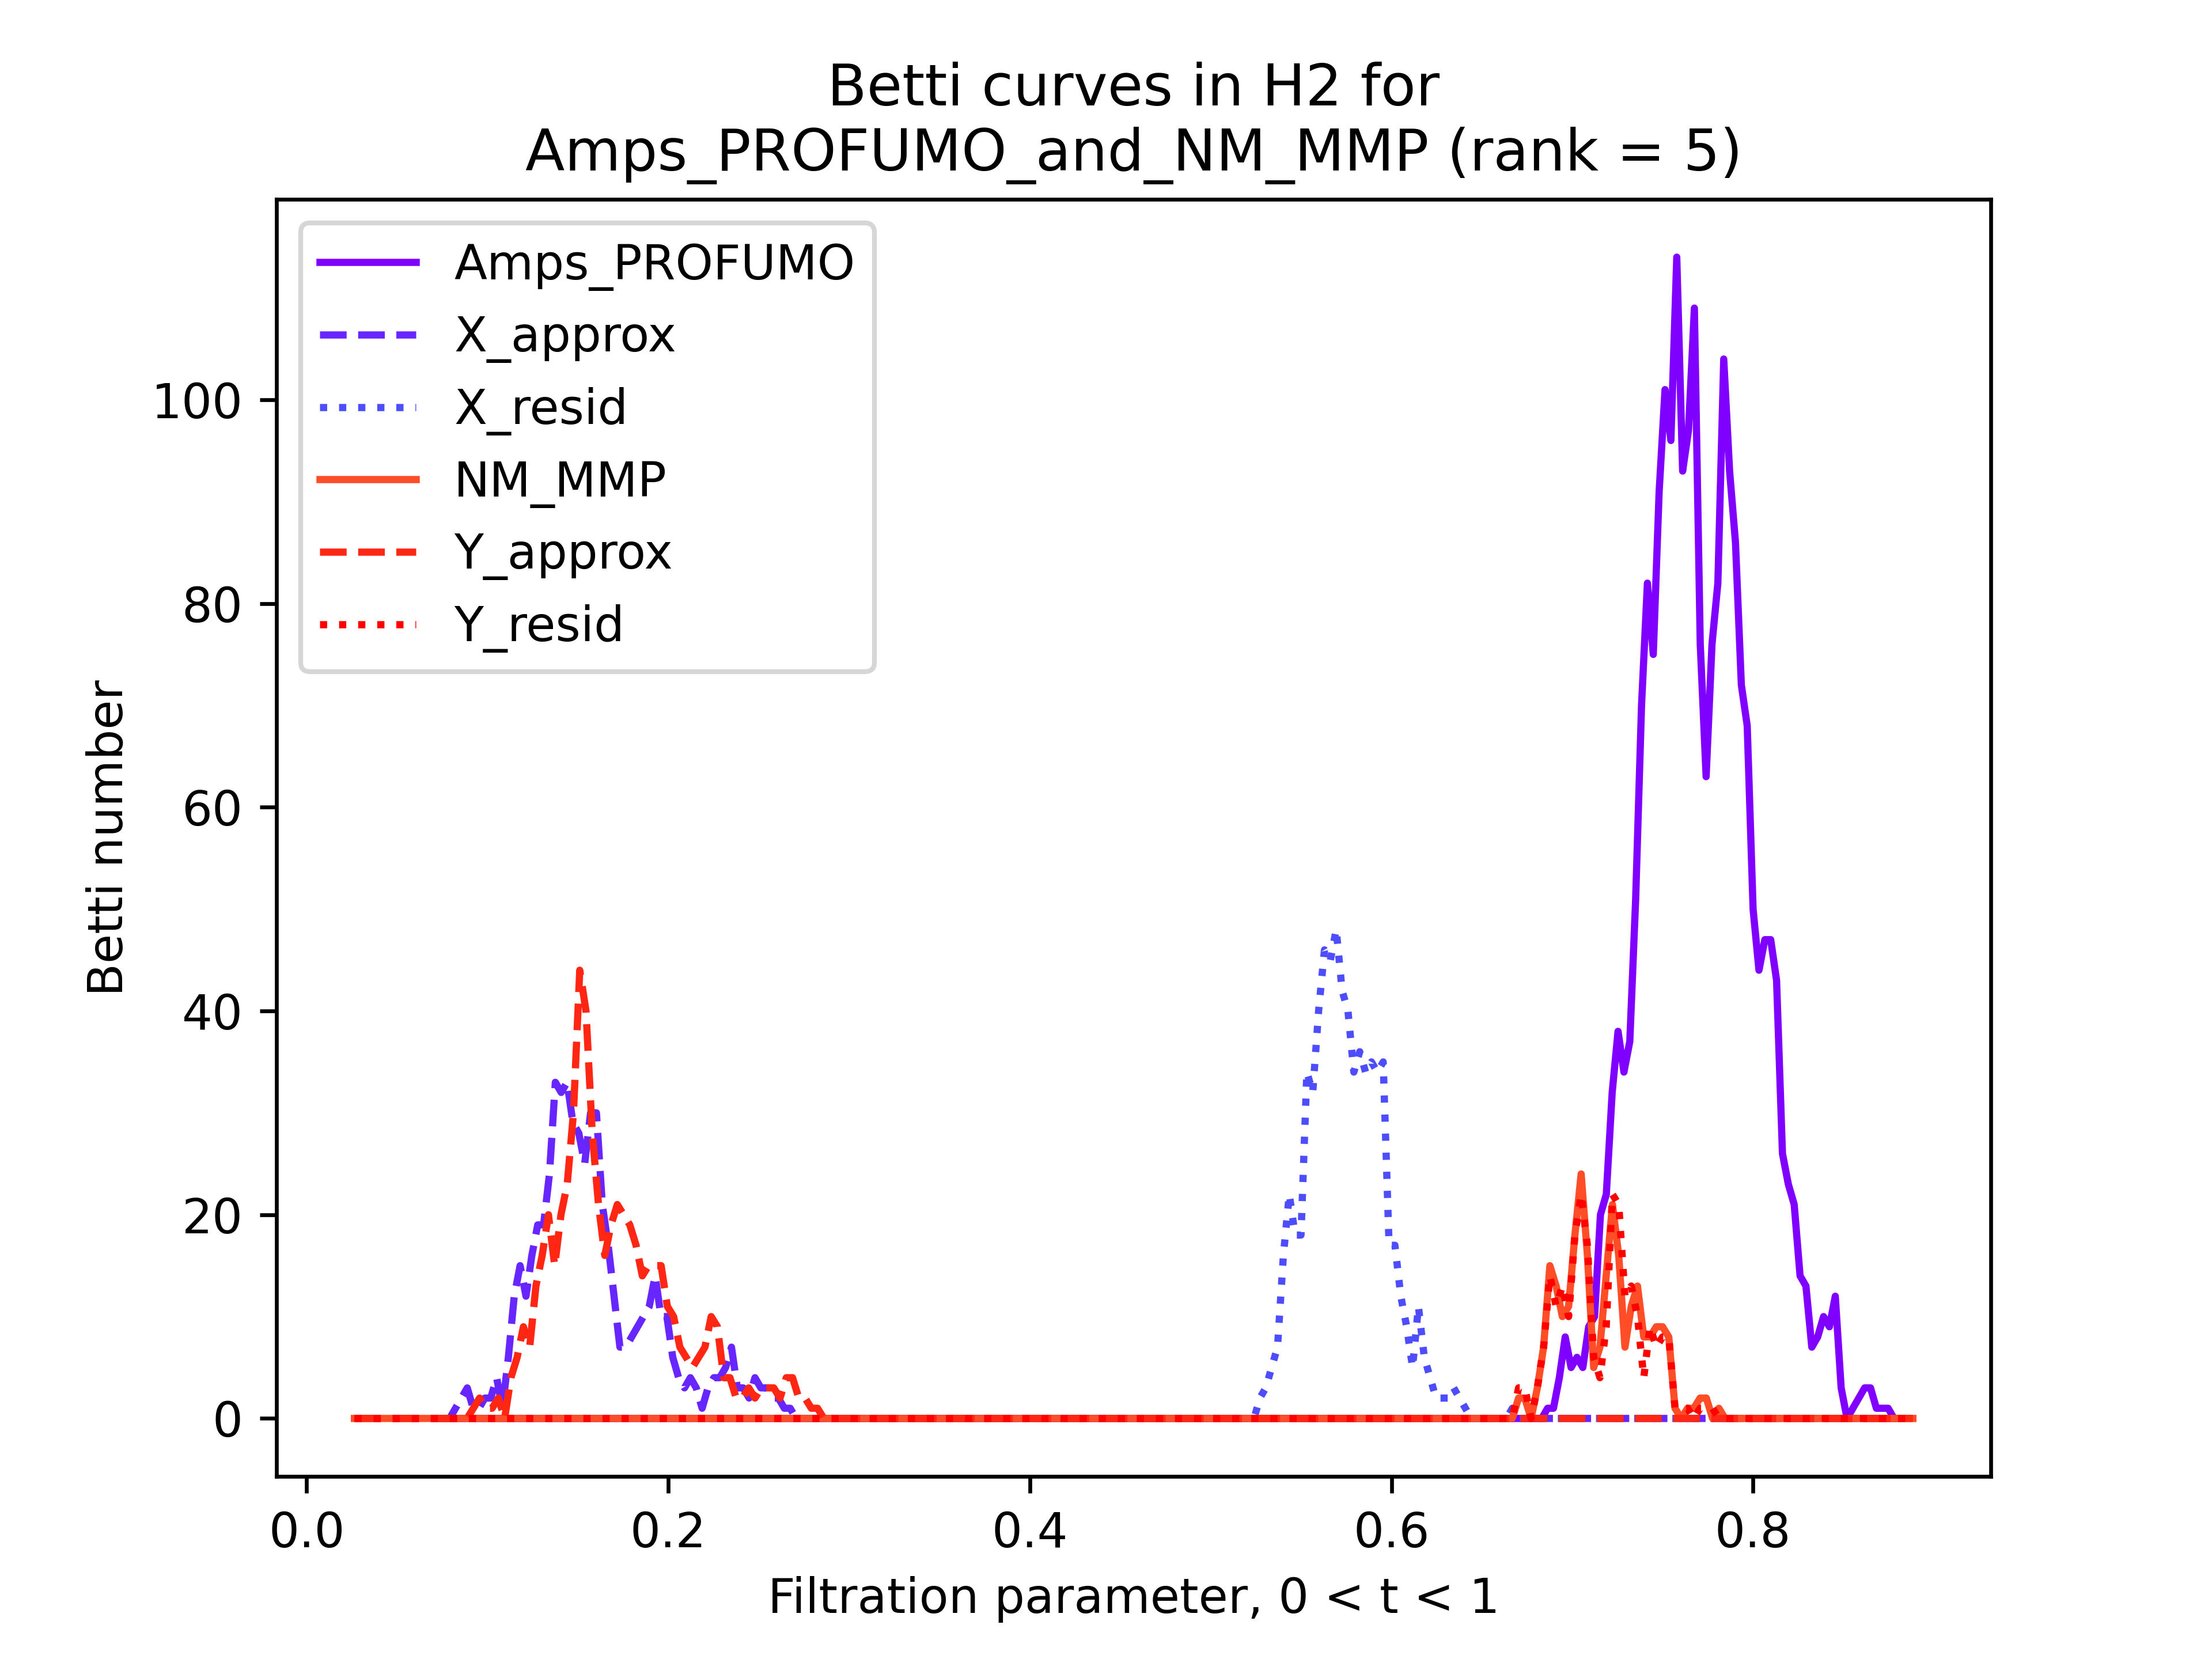 Betti curves in H2 for
Amps_PROFUMO_and_NM_MMP (rank = 5)
Amps_PROFUMO
X_approx
X_resid
NM_MMP
Y_approx
Y_resid
Betti number
100
80
60
40
20
0
0.0 0.2 0.4 0.6 0.8
Filtration parameter, 0 < t < 1